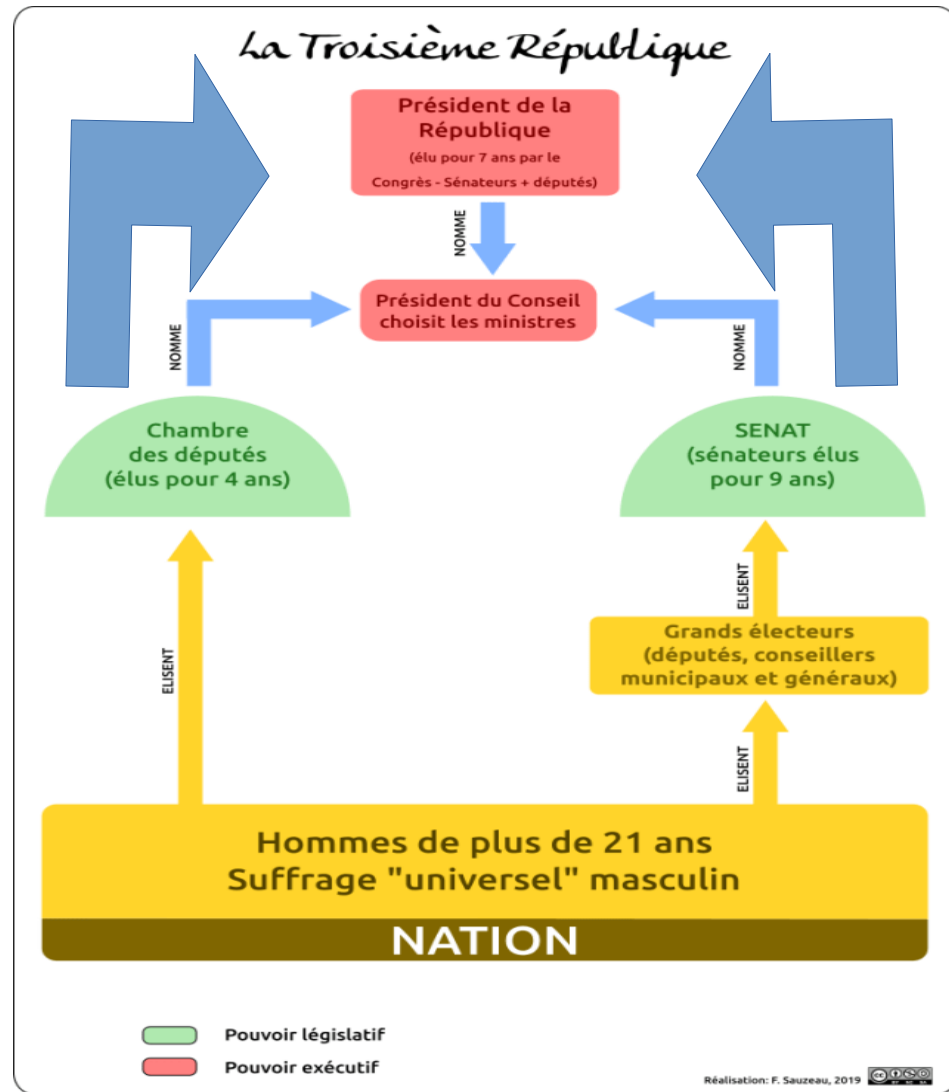 La Troisième République
Président de la
République
(élu pour 7 ans par le
Congrès - Sénateurs + députés)
NOMME
Président du Conseil
choisit les ministres
NOMME
NOMME
Chambre
des députés
(élus pour 4 ans)
SENAT
(sénateurs élus
pour 9 ans)
ELISENT
ELISENT
Grands électeurs
(députés, conseillers
municipaux et généraux)
ELISENT
Hommes de plus de 21 ans
Suffrage "universel" masculin
NATION
Pouvoir législatif
Pouvoir exécutif
Réalisation: F. Sauzeau, 2019